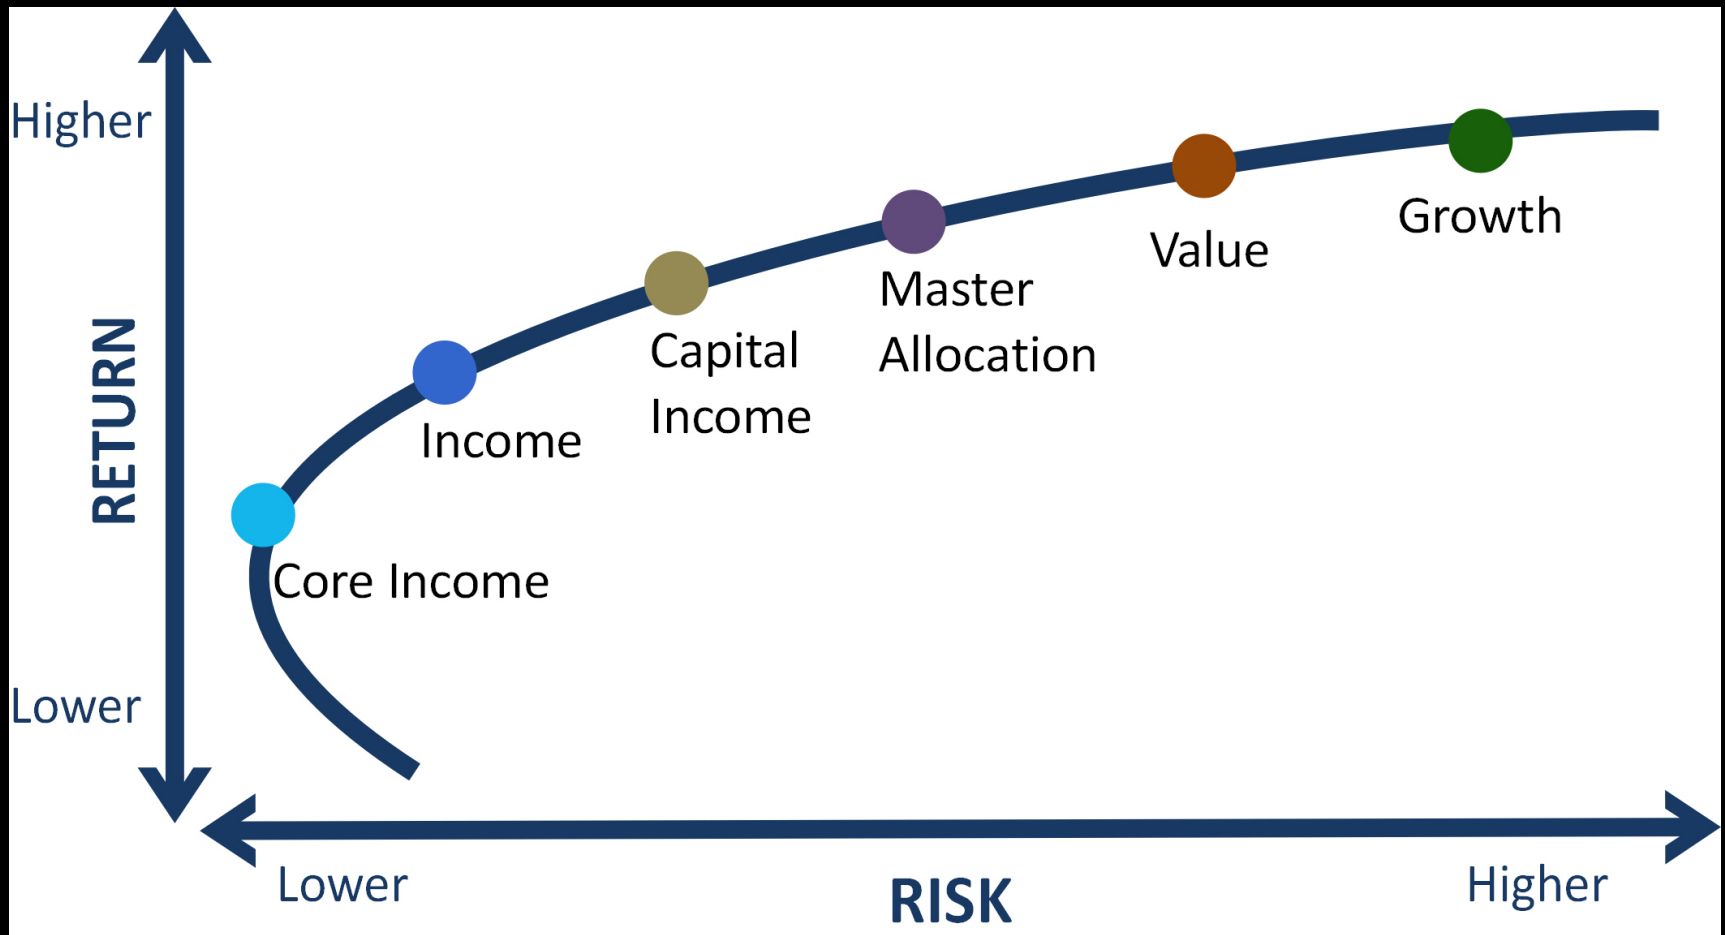 Higher
Growth
Value
Master
Allocation
Capital
Income
RETURN
Income
Core Income
Lower
Lower
RISK
Higher